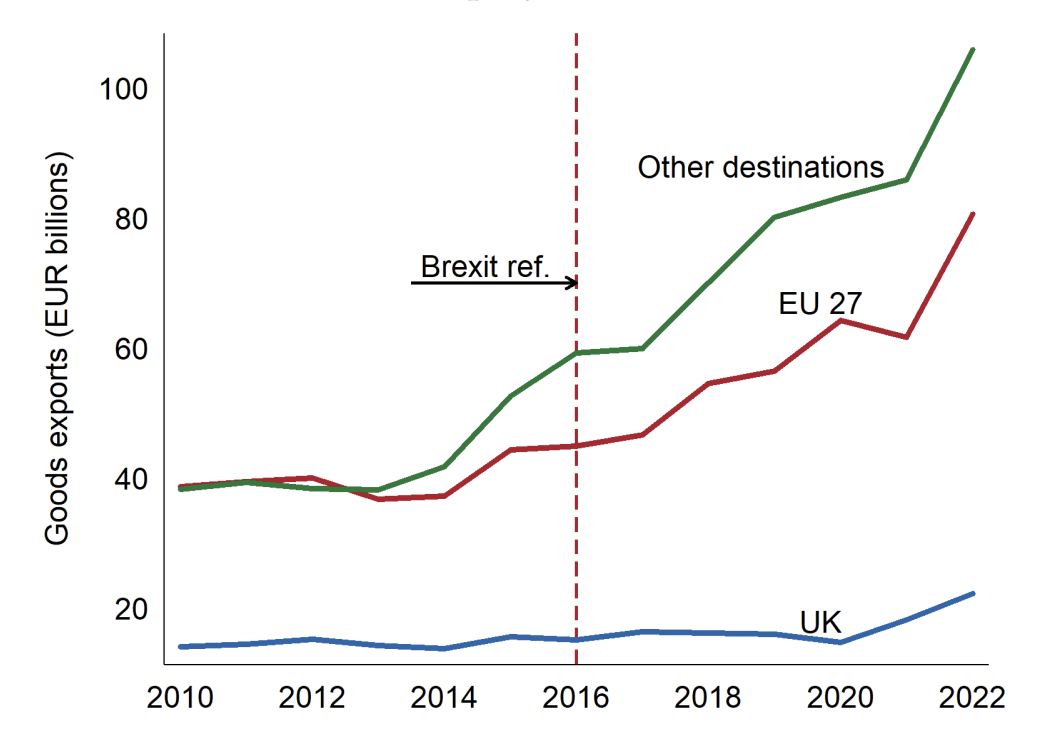 Goods exports (EUR billions)
100
80
60
40
20
Other destinations
Brexit ref.
EU 27
UK
2010 2012 2014 2016 2018 2020 2022